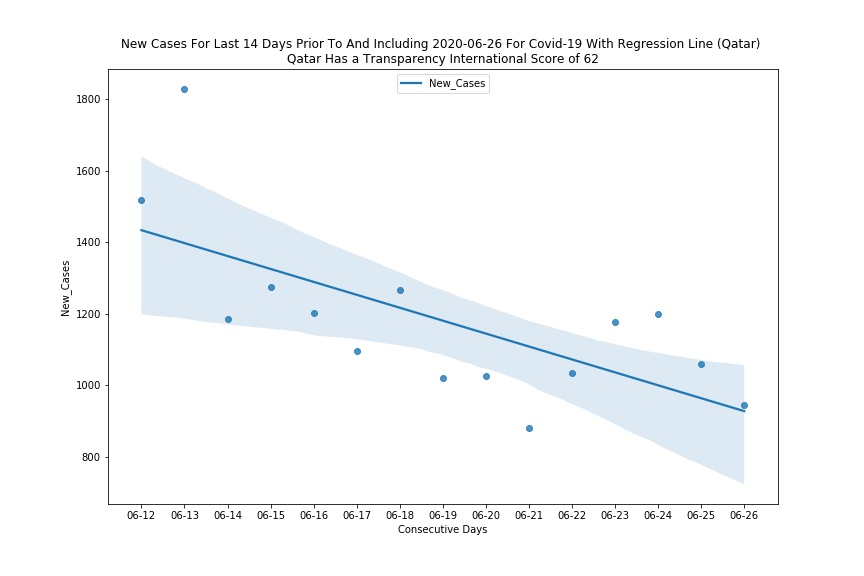 New Cases For Last 14 Days Prior To And Including 2020-06-26 For Covid-19 With Regression Line (Qatar)
Qatar Has a Transparency International Score of 62
New_Cases
1800
1600
1400
1200
1000
800
New_Cases
06-12 06-13 06-14 06-15 06-16 06-17 06-18 06-19 06-20 06-21 06-22 06-23 06-24 06-25 06-26
Consecutive Days